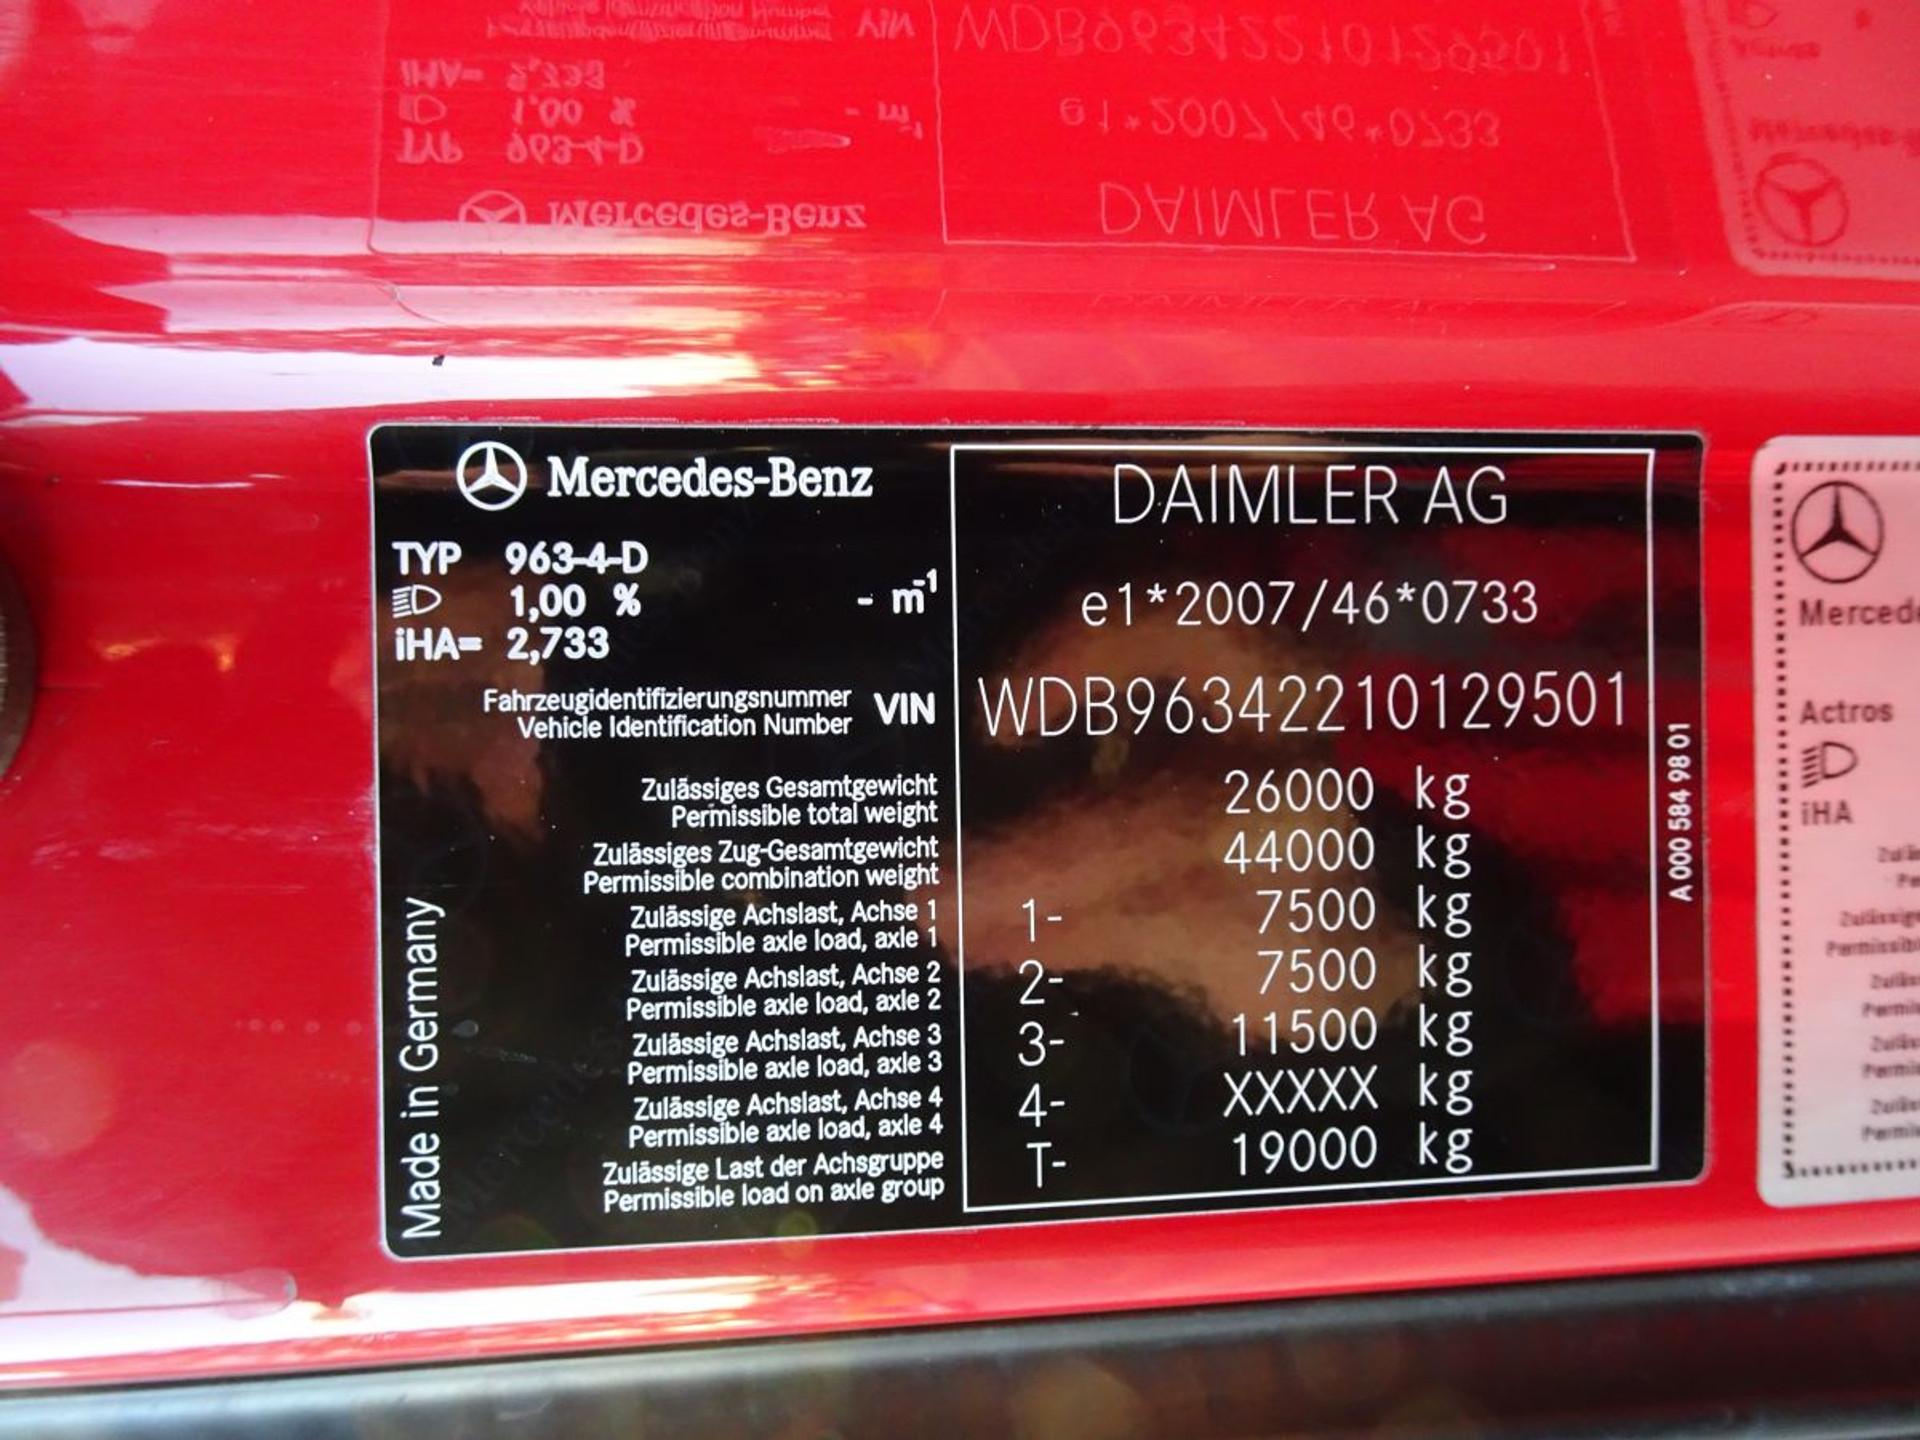 Mercedes-Benz
DAIMLER AG
TYP 963-4-D
1,00 % - m⁻¹
iHA= 2,733
e1*2007/46*0733
Fahrzeugidentifizierungsnummer
Vehicle Identification Number
VIN WDB96342210129501
Zulässiges Gesamtgewicht
Permissible total weight
26000 kg
Zulässiges Zug-Gesamtgewicht
Permissible combination weight
44000 kg
Zulässige Achslast, Achse 1
Permissible axle load, axle 1
1- 7500 kg
Zulässige Achslast, Achse 2
Permissible axle load, axle 2
2- 7500 kg
Zulässige Achslast, Achse 3
Permissible axle load, axle 3
3- 11500 kg
Zulässige Achslast, Achse 4
Permissible axle load, axle 4
4- XXXXX kg
Zulässige Last der Achsgruppe
Permissible load on axle group
T- 19000 kg
Made in Germany
A 000 584 98 01
Actros
iHA